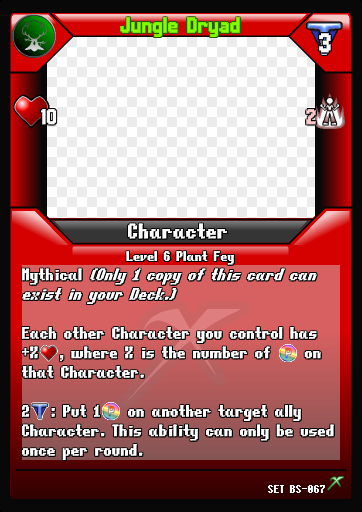 Jungle Dryad
3
10
2
Character
Level 6 Plant Fey
Mythical (Only 1 copy of this card can
exist in your Deck.)
Each other Character you control has
+X, where X is the number of P on
that Character.
2 T: Put 1 P on another target ally
Character. This ability can only be used
once per round.
SET BS-067